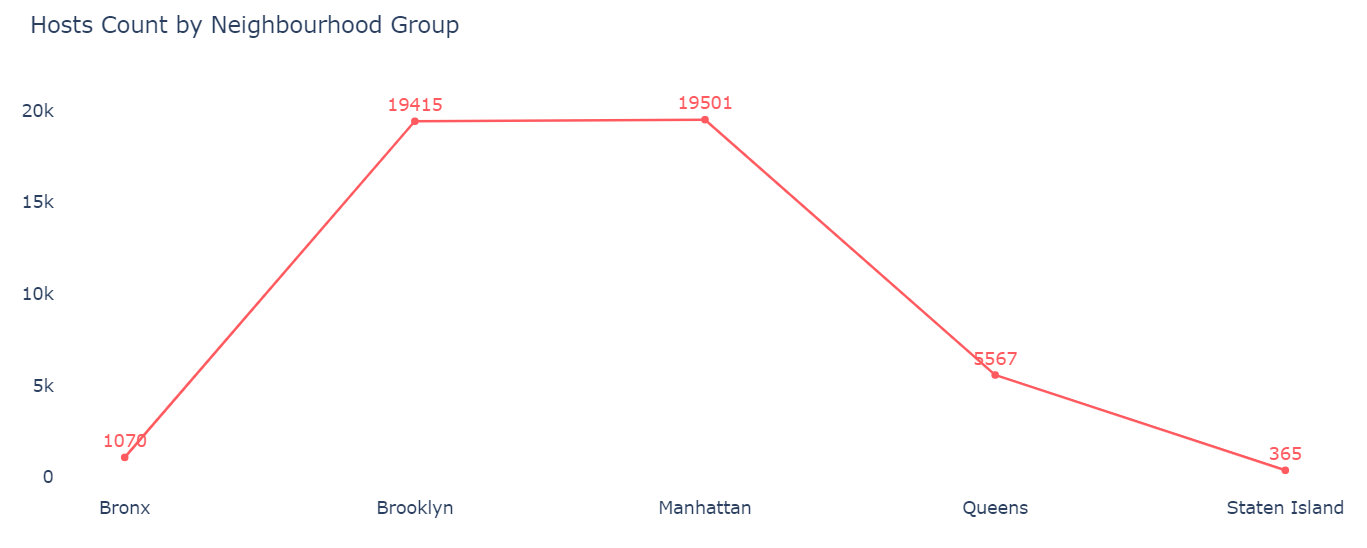 Hosts Count by Neighbourhood Group
20k
15k
10k
5k
0
1070
19415
19501
5567
365
Bronx
Brooklyn
Manhattan
Queens
Staten Island